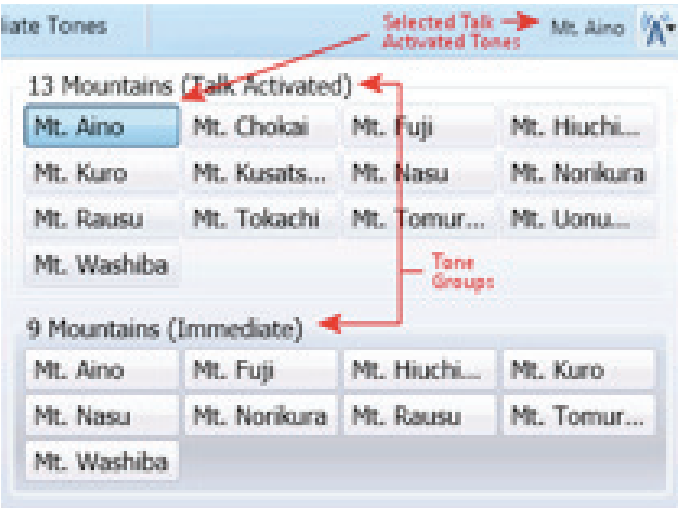 iate Tones
Selected Talk
Activated Tones
Mt. Aino
13 Mountains (Talk Activated)
Mt. Aino Mt. Chokai Mt. Fuji Mt. Hiuchi...
Mt. Kuro Mt. Kusats... Mt. Nasu Mt. Norikura
Mt. Rausu Mt. Tokachi Mt. Tomur... Mt. Uonu...
Mt. Washiba
Tone
Groups
9 Mountains (Immediate)
Mt. Aino Mt. Fuji Mt. Hiuchi... Mt. Kuro
Mt. Nasu Mt. Norikura Mt. Rausu Mt. Tomur...
Mt. Washiba